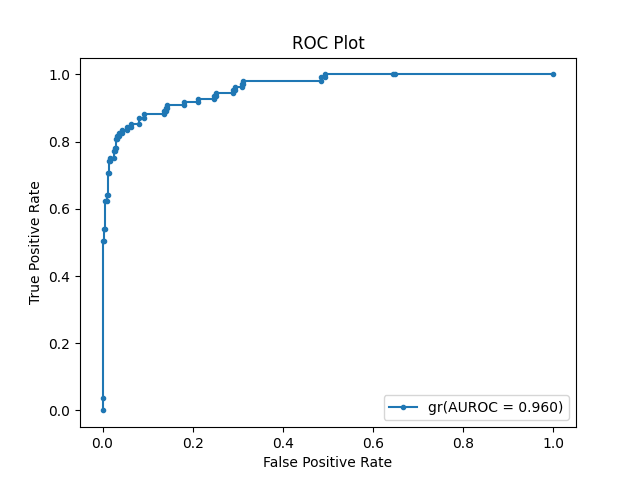 ROC Plot
True Positive Rate
1.0
0.8
0.6
0.4
0.2
0.0
gr(AUROC = 0.960)
0.0 0.2 0.4 0.6 0.8 1.0
False Positive Rate